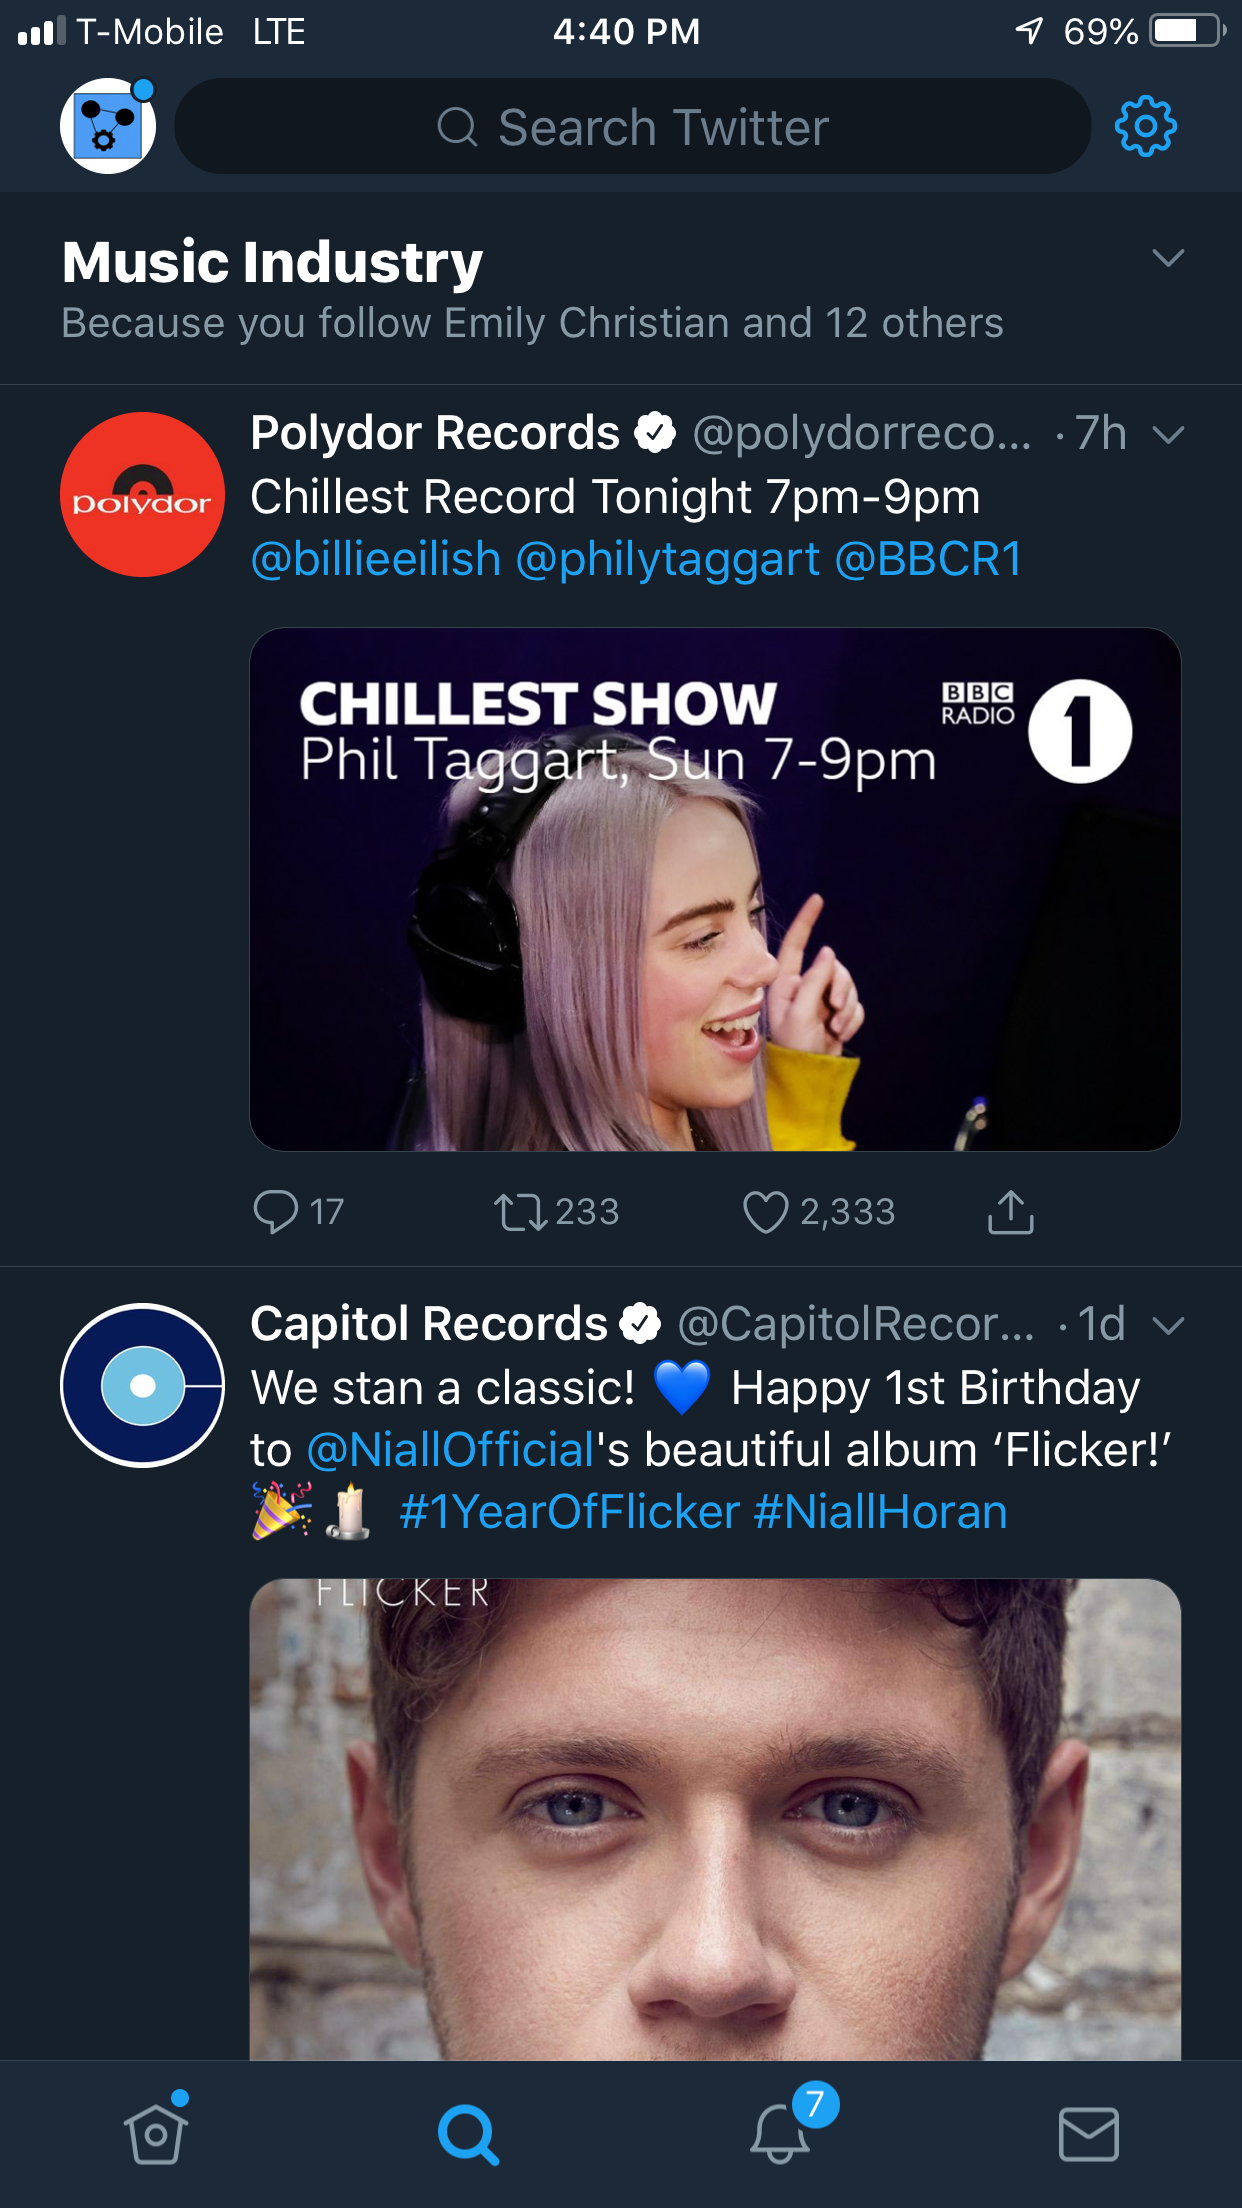 T-Mobile LTE 4:40 PM 69%
Search Twitter
Music Industry
Because you follow Emily Christian and 12 others
Polydor Records @polydorreco... · 7h
polydor
Chillest Record Tonight 7pm-9pm
@billieeilish @philytaggart @BBCR1
CHILLEST SHOW
Phil Taggart, Sun 7-9pm
BBC
RADIO
1
17 233 2,333
Capitol Records @CapitolRecor... · 1d
We stan a classic! 💙 Happy 1st Birthday
to @NiallOfficial's beautiful album ‘Flicker!’
🎉🕯 #1YearOfFlicker #NiallHoran
FLICKER
7